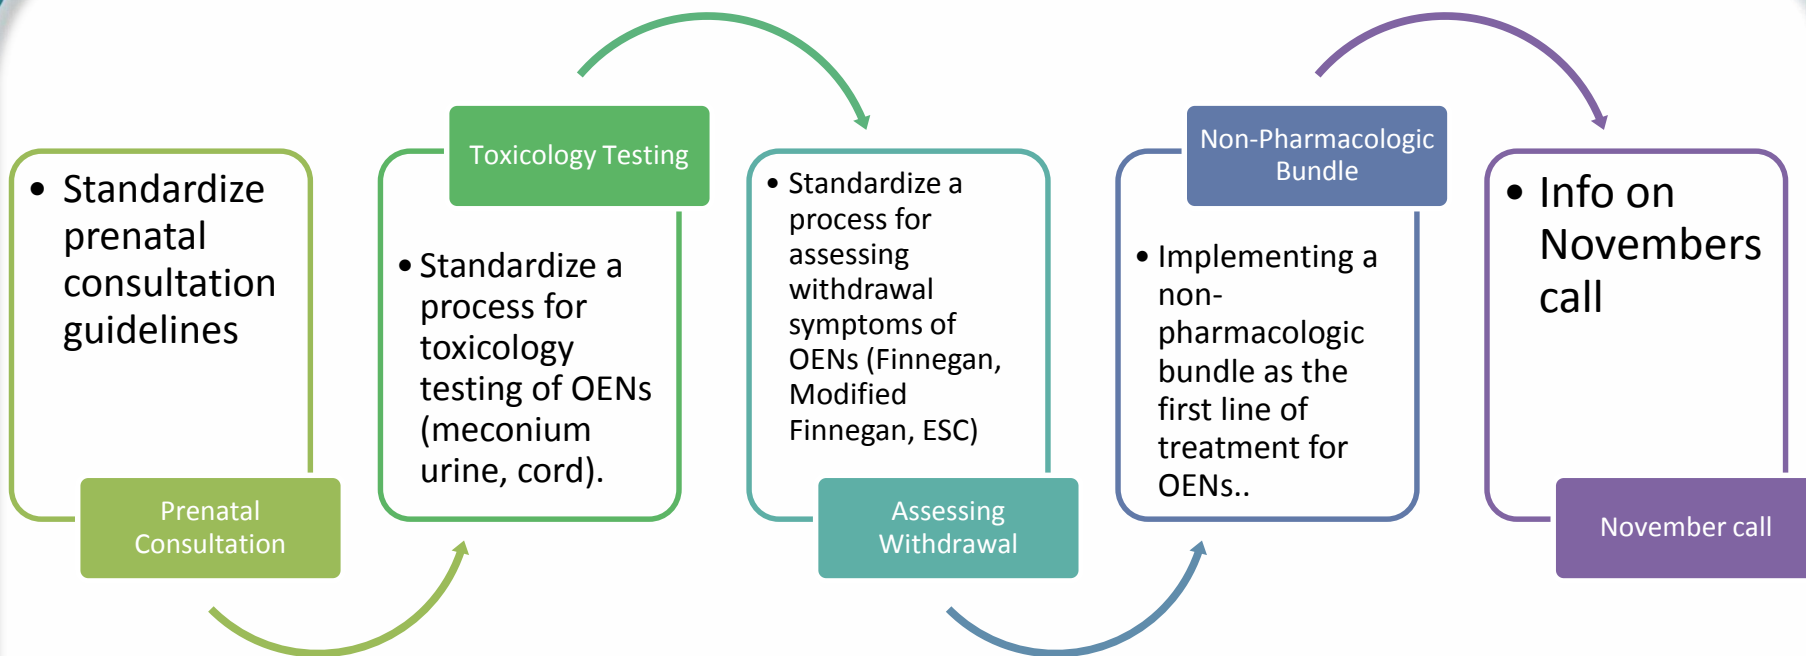 • Standardize
prenatal
consultation
guidelines
Prenatal
Consultation
Toxicology Testing
• Standardize a
process for
toxicology
testing of OENs
(meconium
urine, cord).
• Standardize a
process for
assessing
withdrawal
symptoms of
OENs (Finnegan,
Modified
Finnegan, ESC)
Assessing
Withdrawal
Non-Pharmacologic
Bundle
• Implementing a
non-
pharmacologic
bundle as the
first line of
treatment for
OENs..
• Info on
Novembers
call
November call